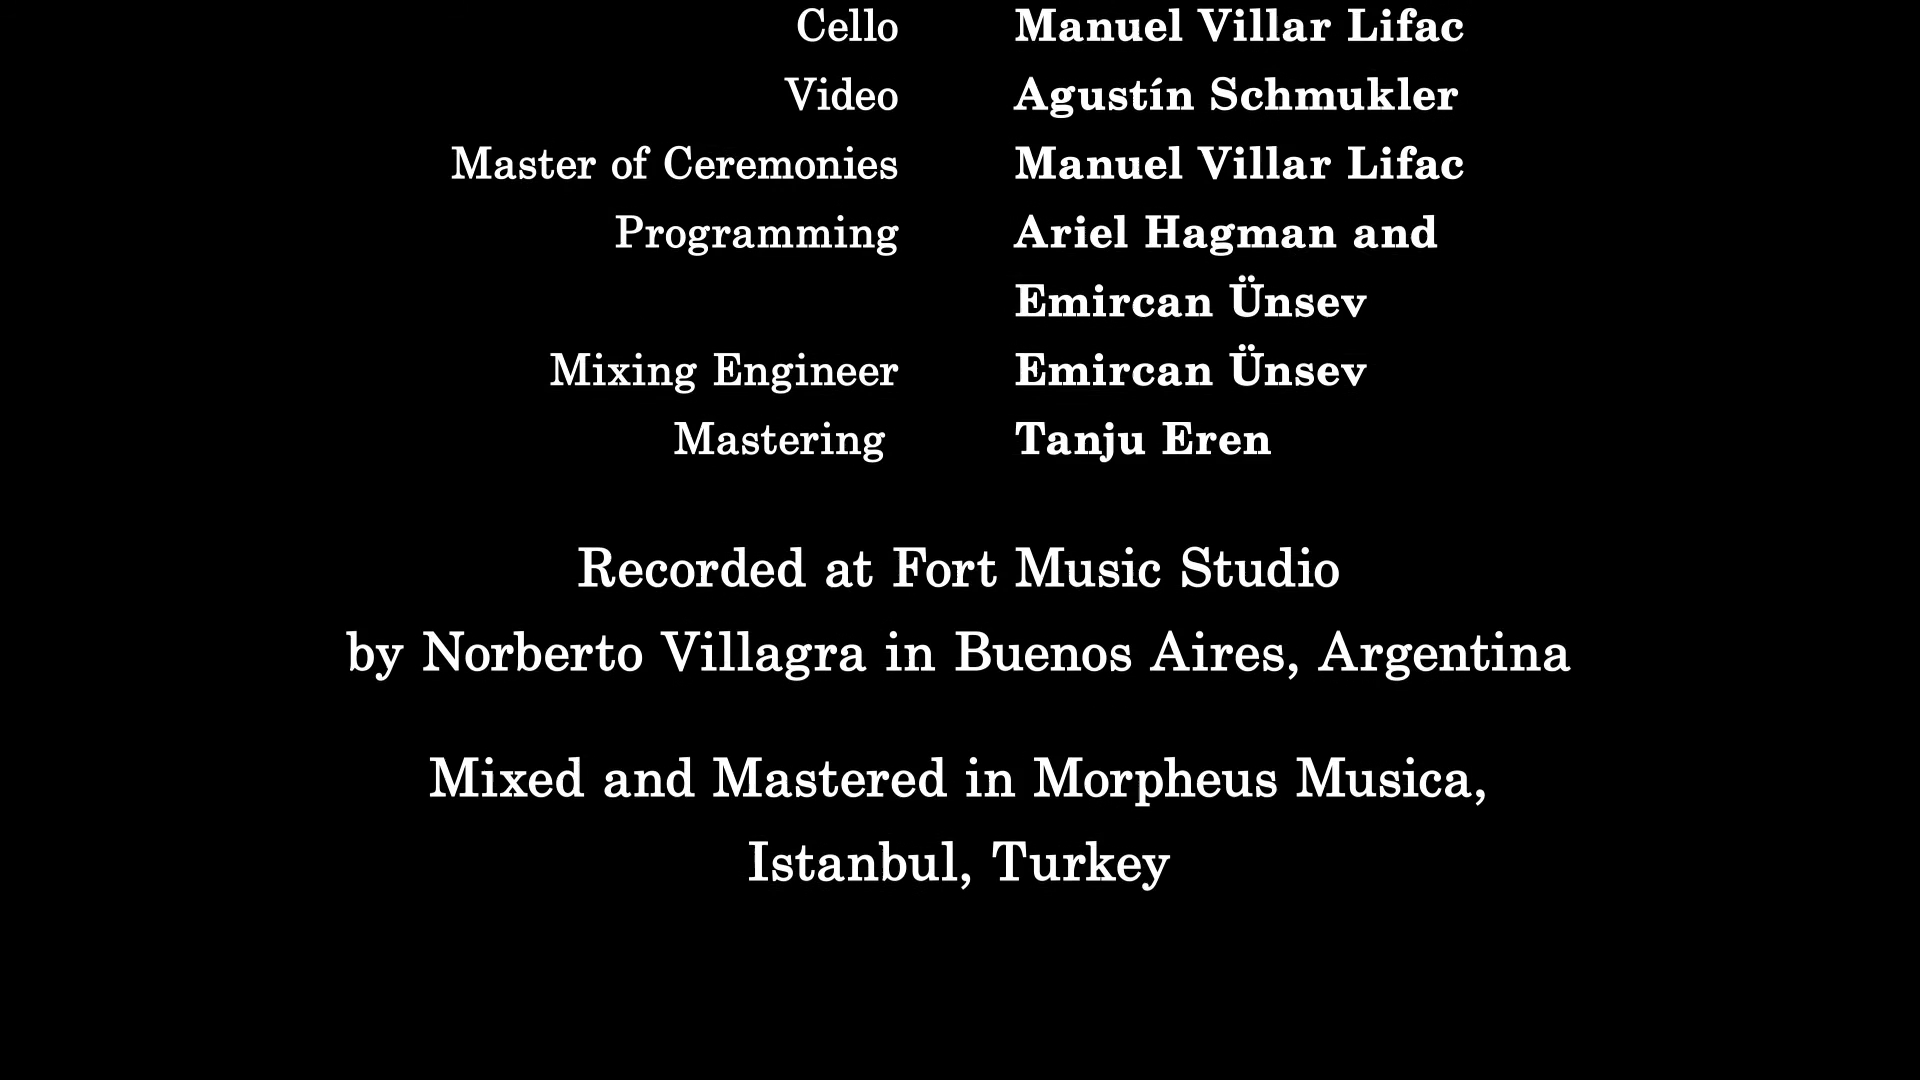 Cello Manuel Villar Lifac
Video Agustín Schmukler
Master of Ceremonies Manuel Villar Lifac
Programming Ariel Hagman and
Emircan Ünsev
Mixing Engineer Emircan Ünsev
Mastering Tanju Eren
Recorded at Fort Music Studio
by Norberto Villagra in Buenos Aires, Argentina
Mixed and Mastered in Morpheus Musica,
Istanbul, Turkey